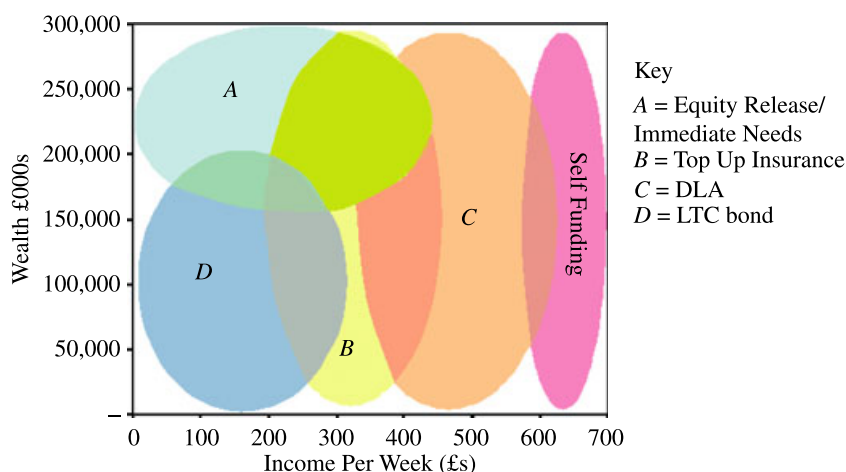 300,000
250,000
200,000
150,000
100,000
50,000
–
Wealth £000s
0 100 200 300 400 500 600 700
Income Per Week (£s)
A
B
C
D
Self Funding
Key
A = Equity Release/
Immediate Needs
B = Top Up Insurance
C = DLA
D = LTC bond